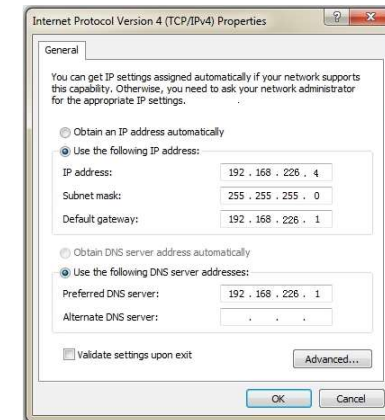 Internet Protocol Version 4 (TCP/IPv4) Properties
General
You can get IP settings assigned automatically if your network supports
this capability. Otherwise, you need to ask your network administrator
for the appropriate IP settings.
Obtain an IP address automatically
Use the following IP address:
IP address: 192 . 168 . 226 . 4
Subnet mask: 255 . 255 . 255 . 0
Default gateway: 192 . 168 . 226 . 1
Obtain DNS server address automatically
Use the following DNS server addresses:
Preferred DNS server: 192 . 168 . 226 . 1
Alternate DNS server: . . .
Validate settings upon exit
Advanced...
OK Cancel